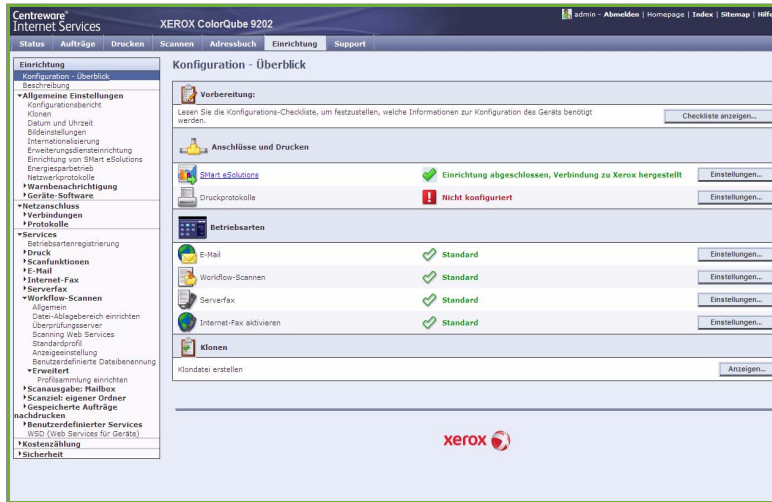 Centreware®
Internet Services
XEROX ColorQube 9202
admin - Abmelden | Homepage | Index | Sitemap | Hilfe
Status Aufträge Drucken Scannen Adressbuch Einrichtung Support
Einrichtung
Konfiguration - Überblick
Beschreibung
Allgemeine Einstellungen
Konfigurationsbericht
Klonen
Datum und Uhrzeit
Bildeinstellungen
Internationalisierung
Erweiterungsdiensteinrichtung
Einrichtung von SMart eSolutions
Energiesparbetrieb
Netzwerkprotokolle
Warnbenachrichtigung
Geräte-Software
Netzanschluss
Verbindungen
Protokolle
Services
Betriebsartenregistrierung
Druck
Scanfunktionen
E-Mail
Internet-Fax
Serverfax
Workflow-Scannen
Allgemein
Datei-Ablagebereich einrichten
Überprüfungsserver
Scanning Web Services
Standardprofil
Anzeigeeinstellung
Benutzerdefinierte Dateibenennung
Erweitert
Profilsammlung einrichten
Scanausgabe: Mailbox
Scanziel: eigener Ordner
Gespeicherte Aufträge
nachdrucken
Benutzerdefinierter Services
WSD (Web Services für Geräte)
Kostenzählung
Sicherheit
Konfiguration - Überblick
Vorbereitung:
Lesen Sie die Konfigurations-Checkliste, um festzustellen, welche Informationen zur Konfiguration des Geräts benötigt
werden.
Checkliste anzeigen...
Anschlüsse und Drucken
SMart eSolutions Einrichtung abgeschlossen, Verbindung zu Xerox hergestellt Einstellungen...
Druckprotokolle Nicht konfiguriert Einstellungen...
Betriebsarten
E-Mail Standard Einstellungen...
Workflow-Scannen Standard Einstellungen...
Serverfax Standard Einstellungen...
Internet-Fax aktivieren Standard Einstellungen...
Klonen
Klondatei erstellen Anzeigen...
xerox